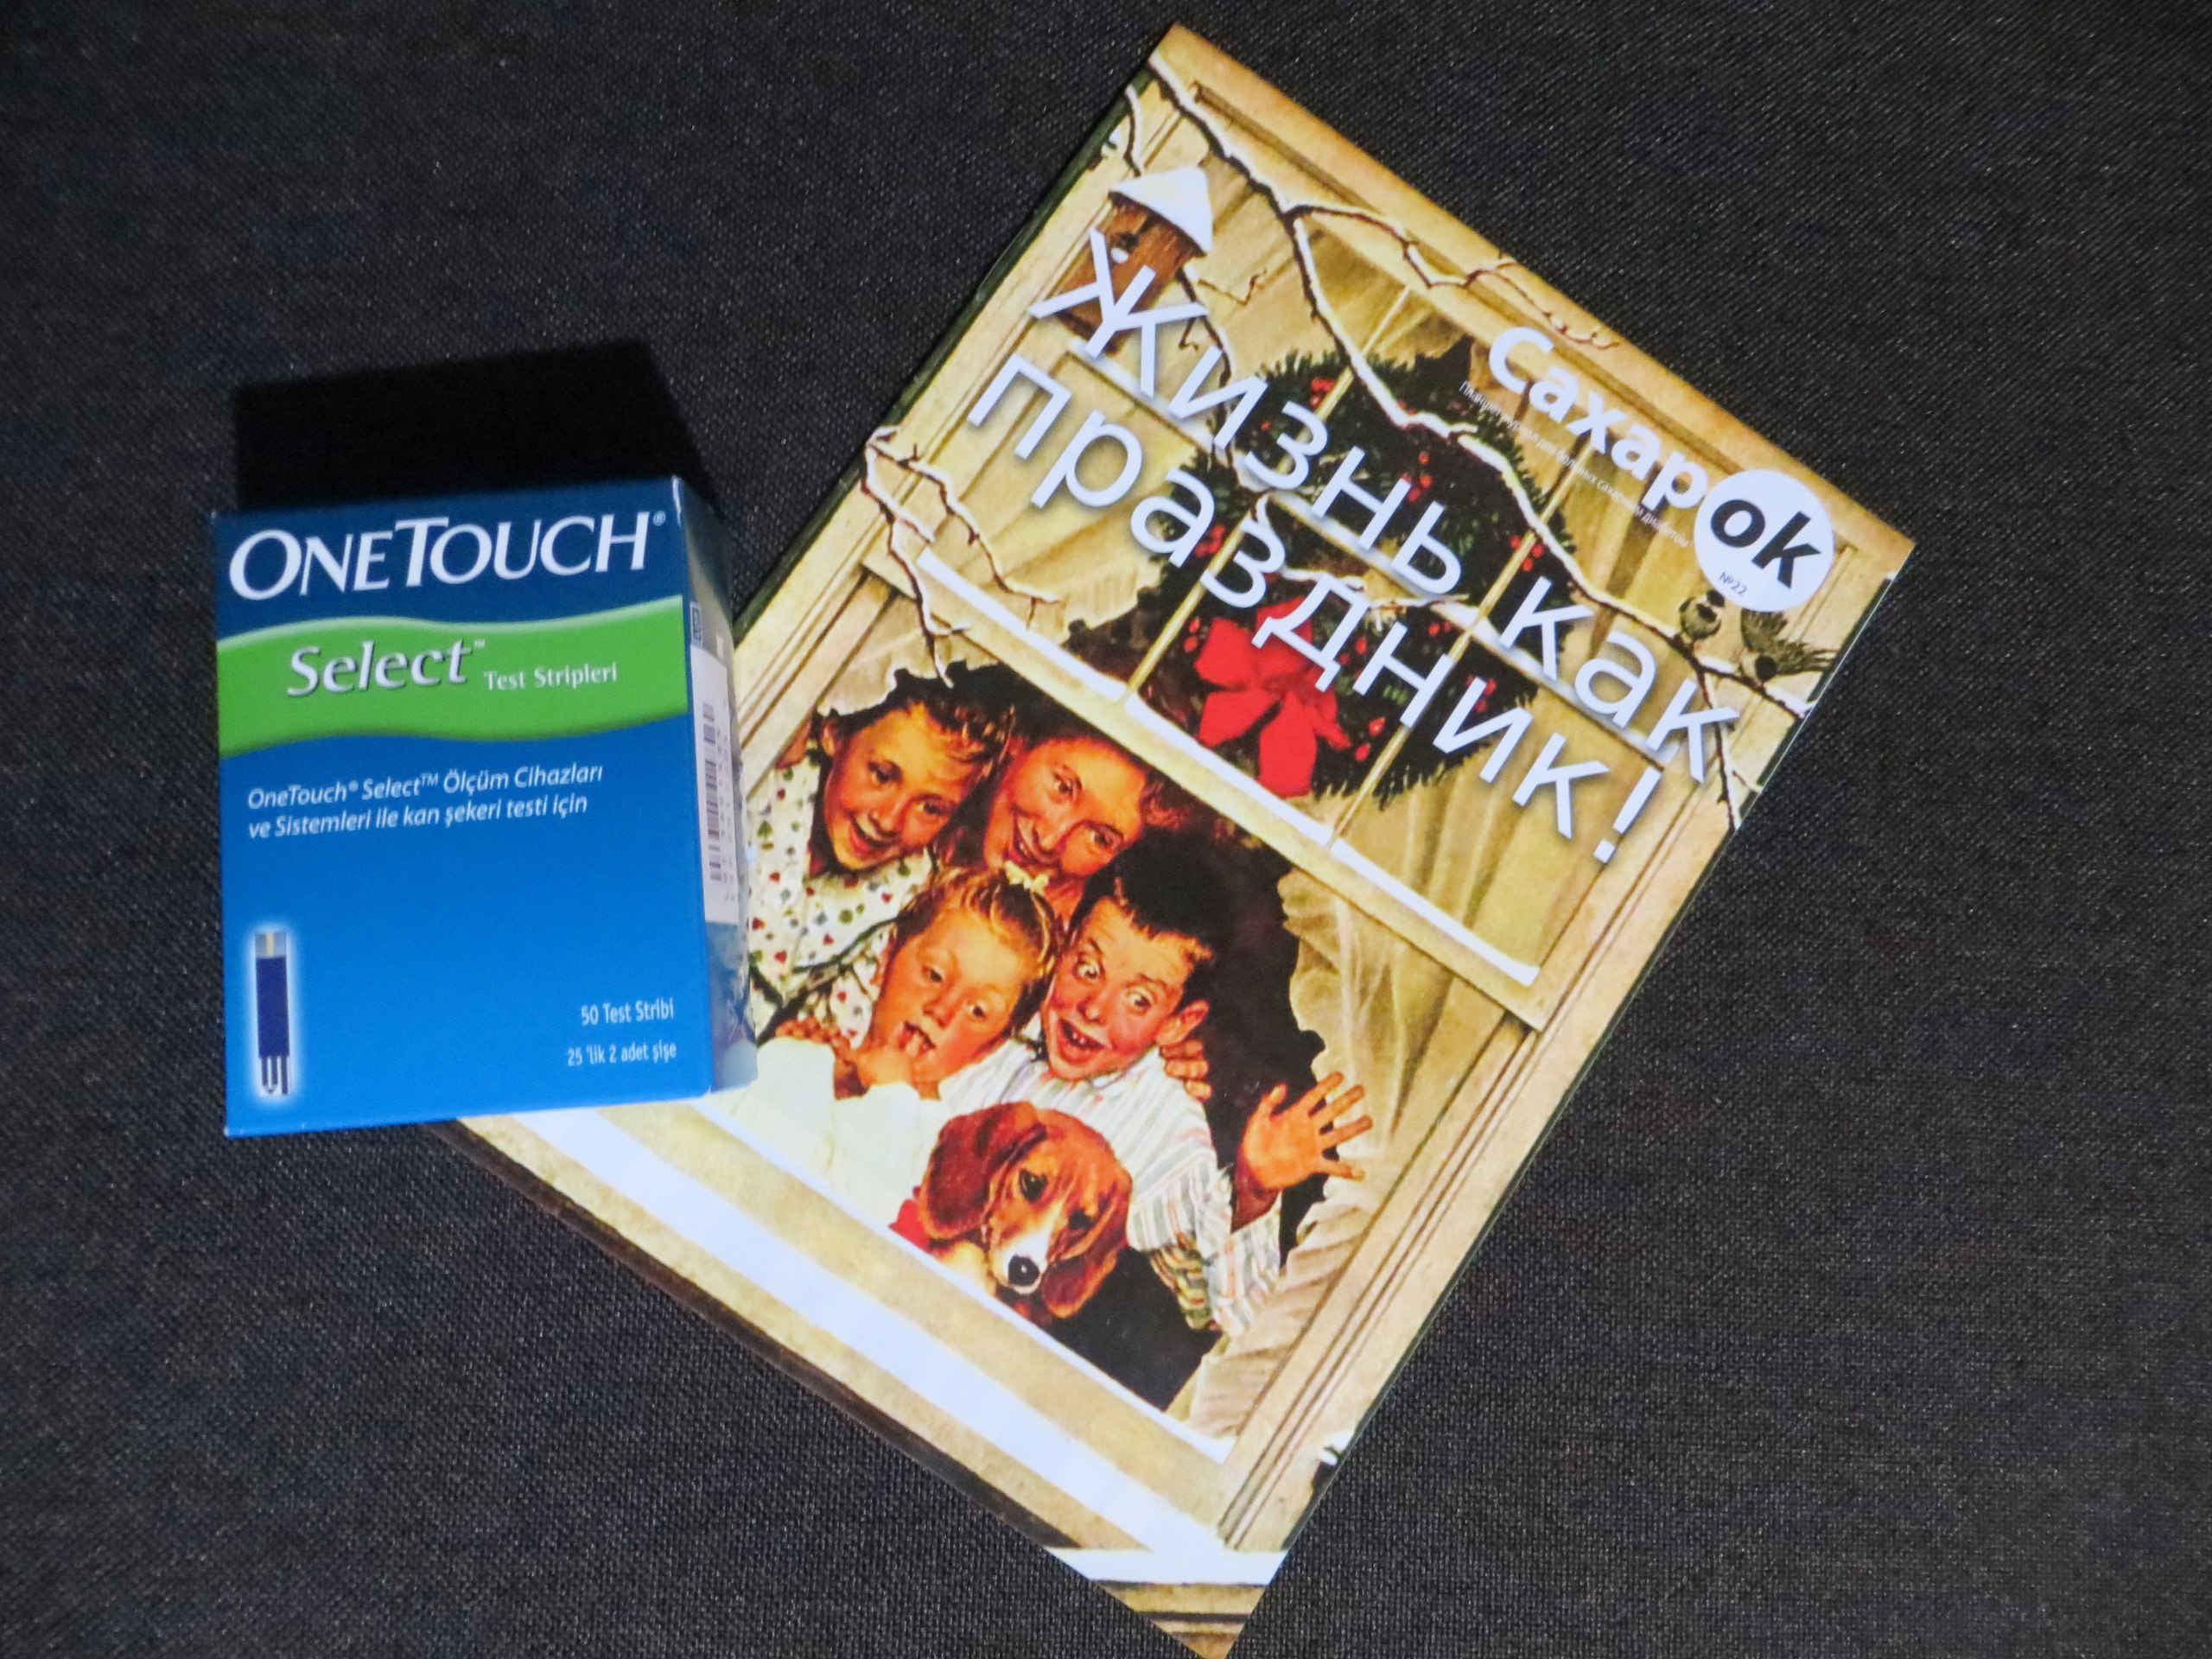 ONETOUCH®
Select™ Test Stripleri
OneTouch® Select™ Ölçüm Cihazları
ve Sistemleri ile kan şekeri testi için
50 Test Stribi
25 'lik 2 adet şişe
Сахарok
№22
Жизнь как
праздник!